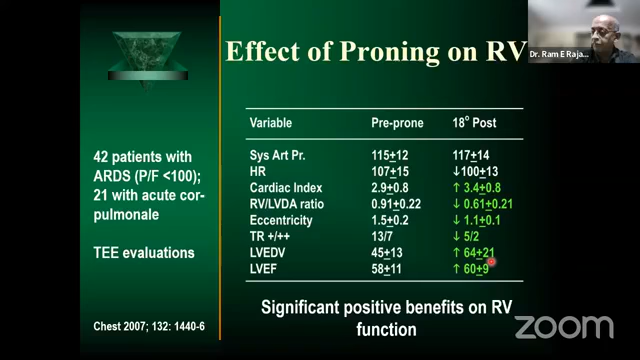 Effect of Proning on RV
Dr. Ram E Raja...
Variable Pre-prone 18° Post
Sys Art Pr. 115+12 117+14
HR 107+15 ↓100+13
Cardiac Index 2.9+0.8 ↑ 3.4+0.8
RV/LVDA ratio 0.91+0.22 ↓ 0.61+0.21
Eccentricity 1.5+0.2 ↓ 1.1+0.1
TR +/++ 13/7 ↓ 5/2
LVEDV 45+13 ↑ 64+21
LVEF 58+11 ↑ 60+9
42 patients with
ARDS (P/F <100);
21 with acute cor-
pulmonale
TEE evaluations
Significant positive benefits on RV
function
Chest 2007; 132: 1440-6
zoom